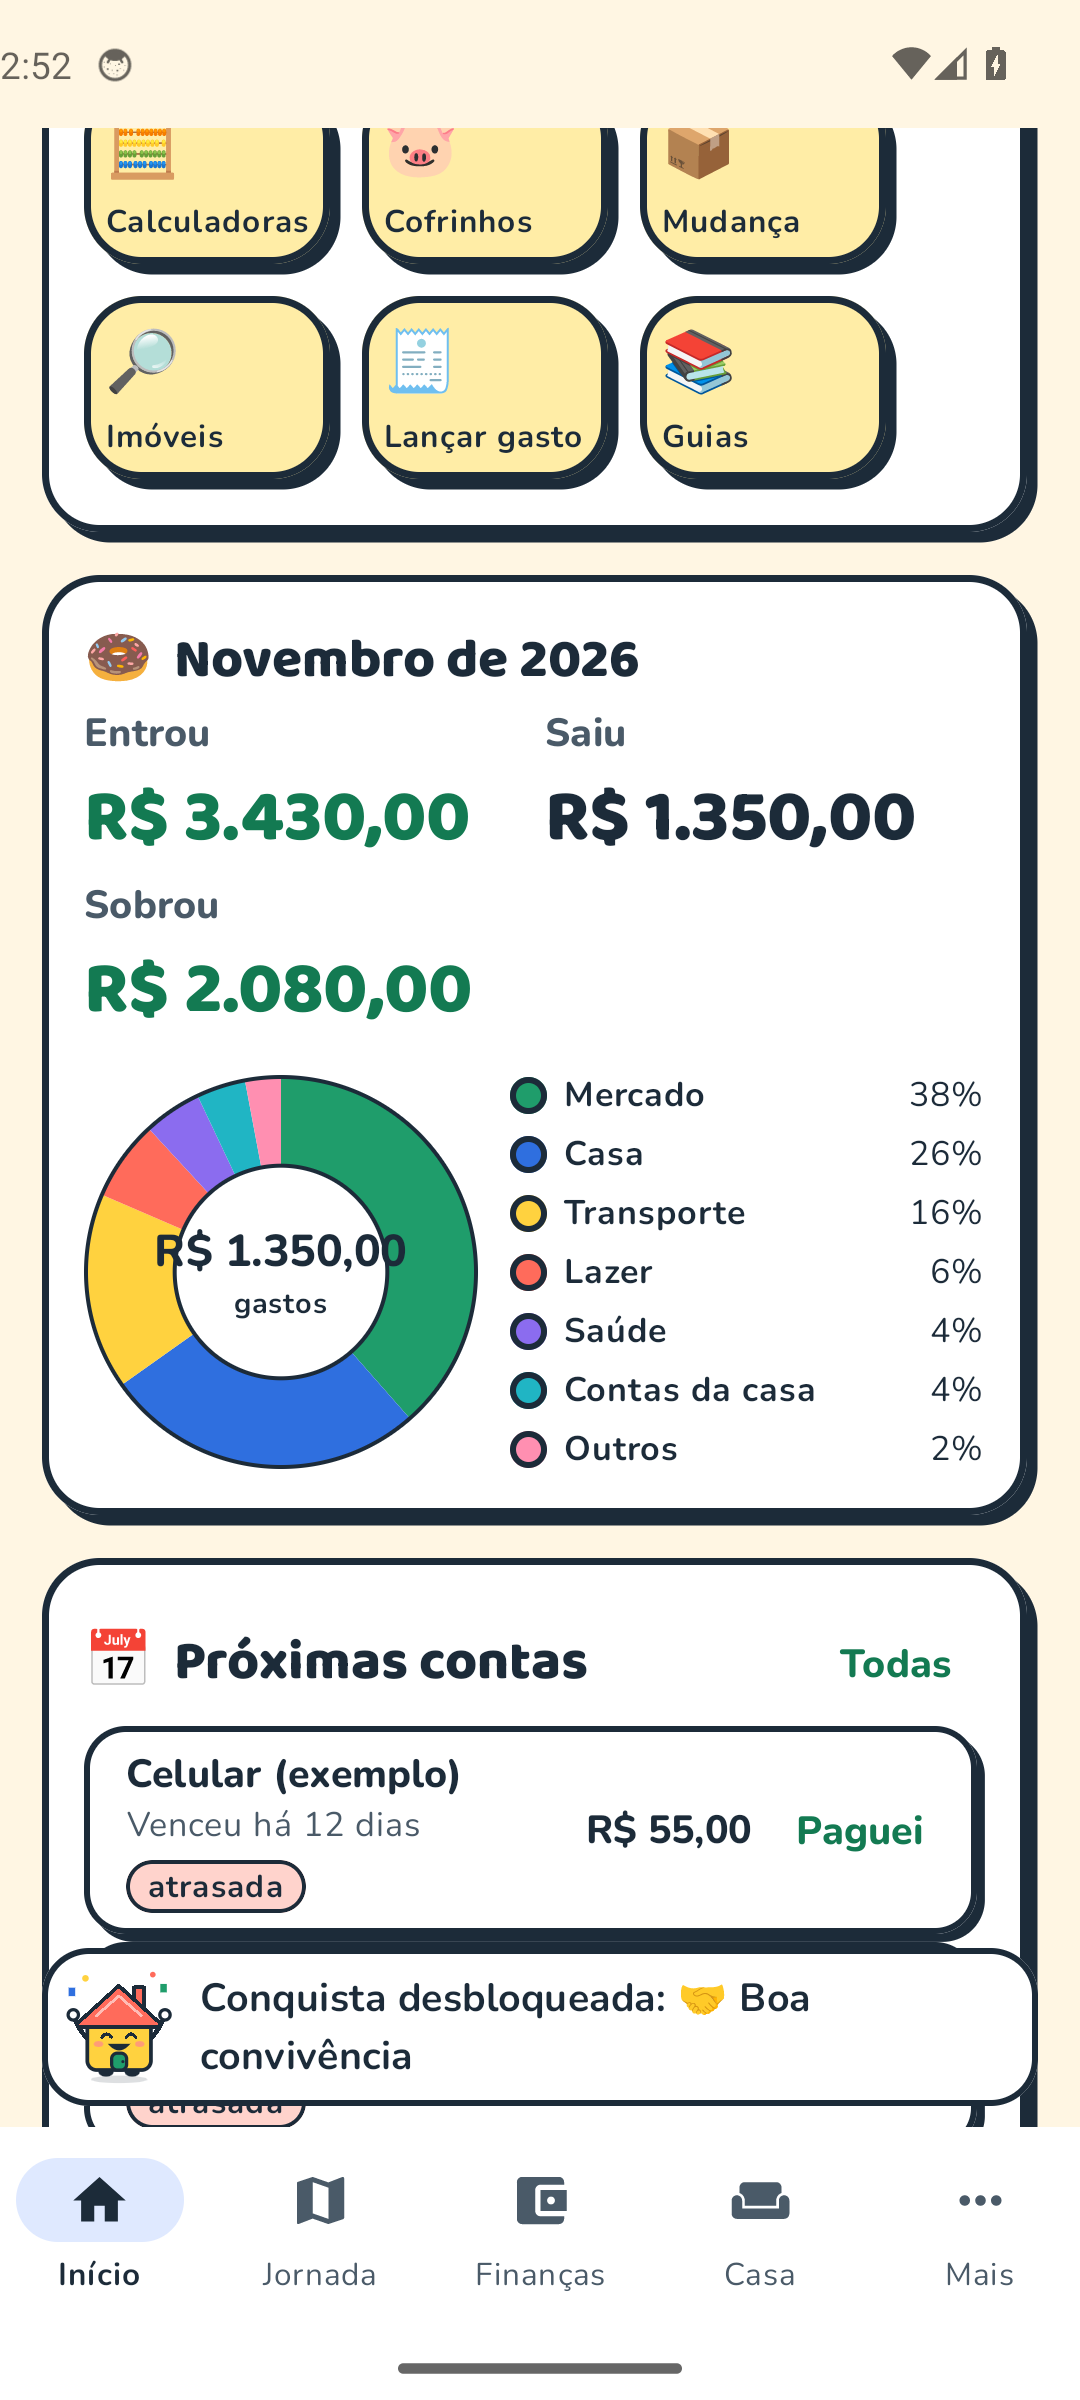 2:52
Calculadoras
Cofrinhos
Mudança
Imóveis
Lançar gasto
Guias
Novembro de 2026
Entrou
Saiu
R$ 3.430,00
R$ 1.350,00
Sobrou
R$ 2.080,00
R$ 1.350,00
gastos
Mercado 38%
Casa 26%
Transporte 16%
Lazer 6%
Saúde 4%
Contas da casa 4%
Outros 2%
July
17
Próximas contas
Todas
Celular (exemplo)
Venceu há 12 dias
R$ 55,00
Paguei
atrasada
Conquista desbloqueada: 🤝 Boa
convivência
atrasada
Início
Jornada
Finanças
Casa
Mais